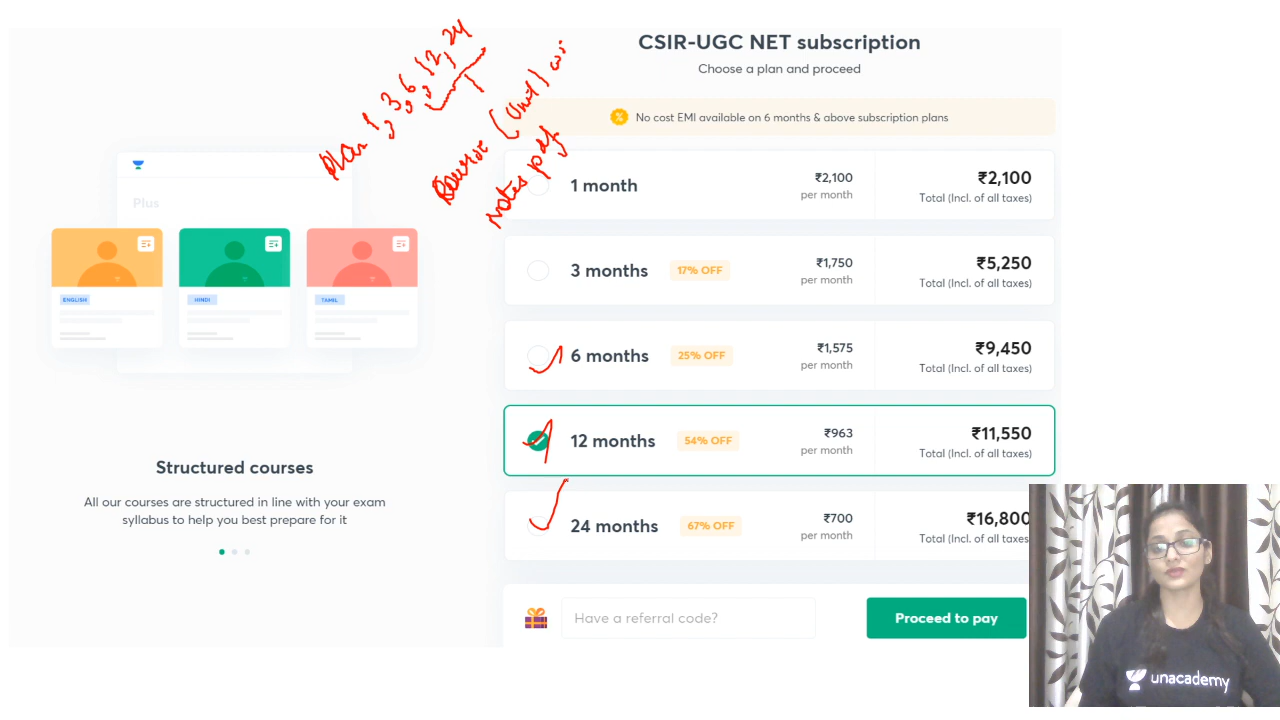 CSIR-UGC NET subscription
Choose a plan and proceed
No cost EMI available on 6 months & above subscription plans
Plan 1, 3, 6, 12, 24
(Unit)
notes pdf
Plus
ENGLISH
HINDI
TAMIL
1 month ₹2,100 ₹2,100
per month Total (Incl. of all taxes)
3 months 17% OFF ₹1,750 ₹5,250
per month Total (Incl. of all taxes)
6 months 25% OFF ₹1,575 ₹9,450
per month Total (Incl. of all taxes)
12 months 54% OFF ₹963 ₹11,550
per month Total (Incl. of all taxes)
24 months 67% OFF ₹700 ₹16,800
per month Total (Incl. of all taxes)
Structured courses
All our courses are structured in line with your exam
syllabus to help you best prepare for it
Have a referral code?
Proceed to pay
unacademy